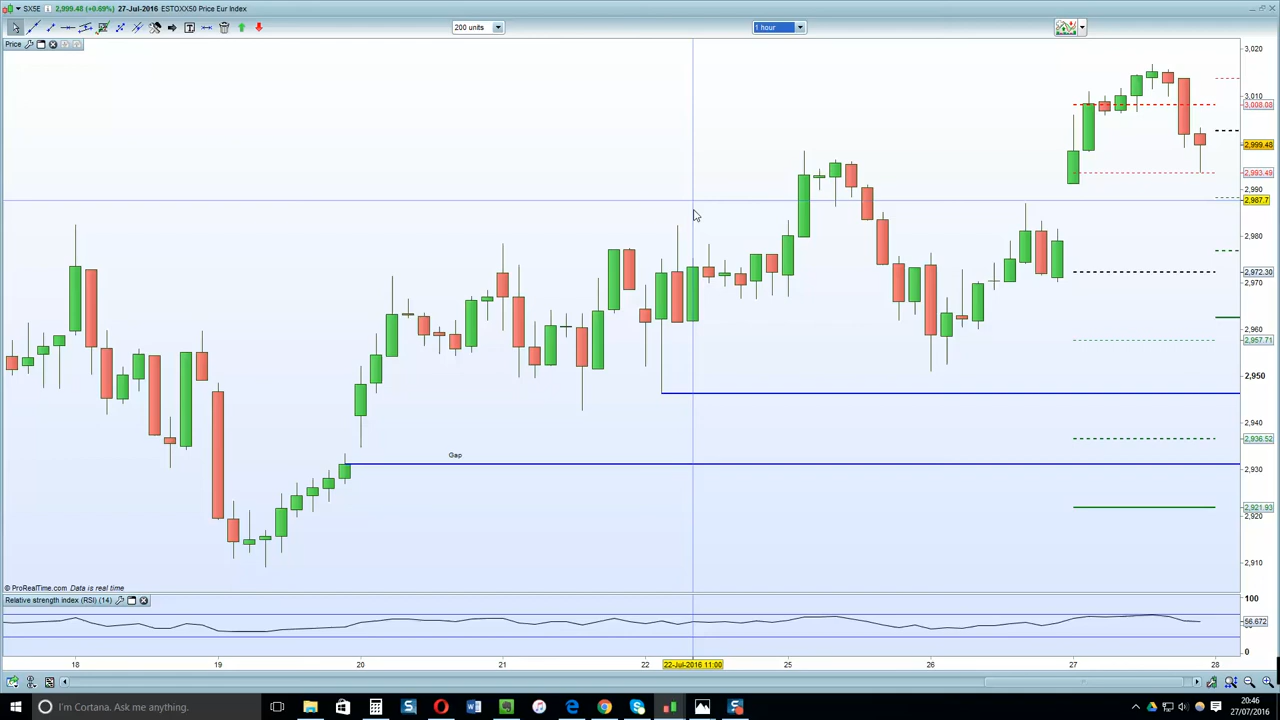 SX5E 2,999.48 (+0.69%) 27-Jul-2016 ESTOXX50 Price Eur Index
200 units
1 hour
Price
3,020
3,010
3,008.08
2,999.48
2,993.49
2,990
2,987.7
2,980
2,972.30
2,970
2,960
2,957.71
2,950
2,940
2,936.52
Gap
2,930
2,921.93
2,920
2,910
© ProRealTime.com Data is real time
Relative strength index (RSI) (14)
100
56.672
0
18 19 20 21 22 22-Jul-2016 11:00 25 26 27 28
I'm Cortana. Ask me anything.
20:46
27/07/2016